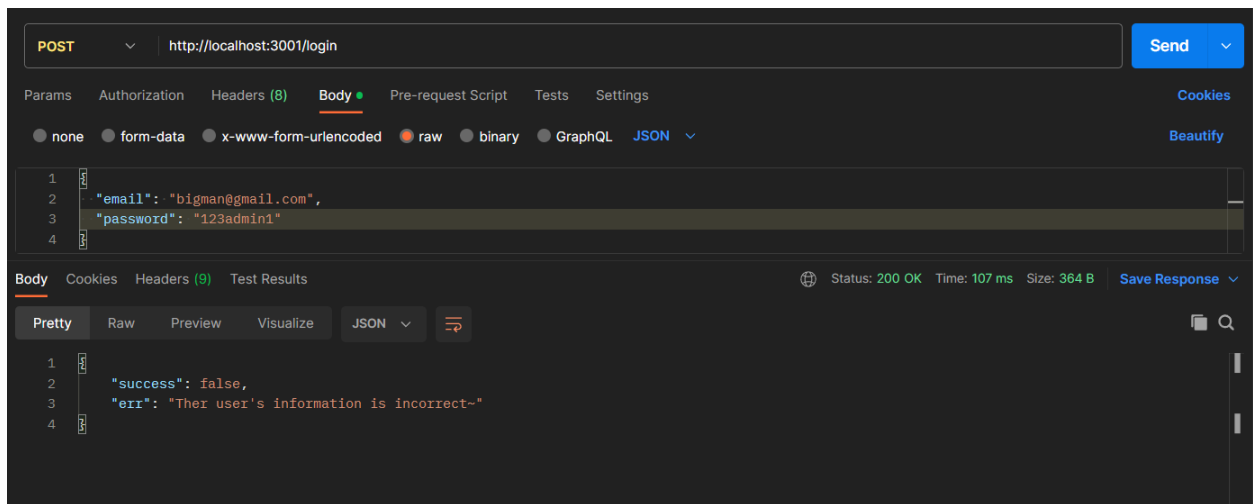 POST http://localhost:3001/login Send
Params Authorization Headers (8) Body Pre-request Script Tests Settings Cookies
none form-data x-www-form-urlencoded raw binary GraphQL JSON Beautify
1 {
2 "email": "bigman@gmail.com",
3 "password": "123admin1"
4 }
Body Cookies Headers (9) Test Results Status: 200 OK Time: 107 ms Size: 364 B Save Response
Pretty Raw Preview Visualize JSON
1 {
2 "success": false,
3 "err": "Ther user's information is incorrect~"
4 }